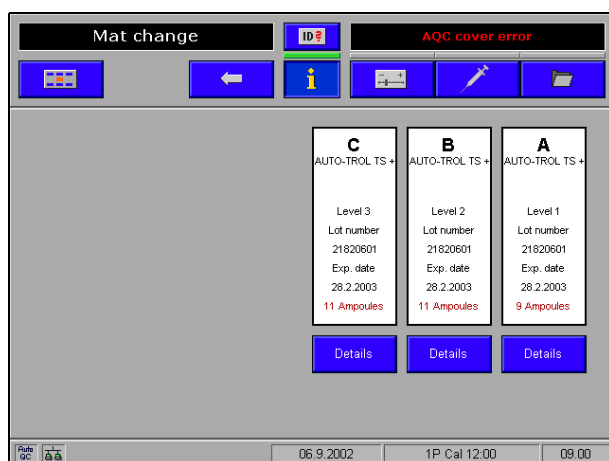 Mat change
ID?
AQC cover error
i
- +
C
AUTO-TROL TS +
Level 3
Lot number
21820601
Exp. date
28.2.2003
11 Ampoules
Details
B
AUTO-TROL TS +
Level 2
Lot number
21820601
Exp. date
28.2.2003
11 Ampoules
Details
A
AUTO-TROL TS +
Level 1
Lot number
21820601
Exp. date
28.2.2003
9 Ampoules
Details
Auto
QC
06.9.2002
1P Cal 12:00
09.00